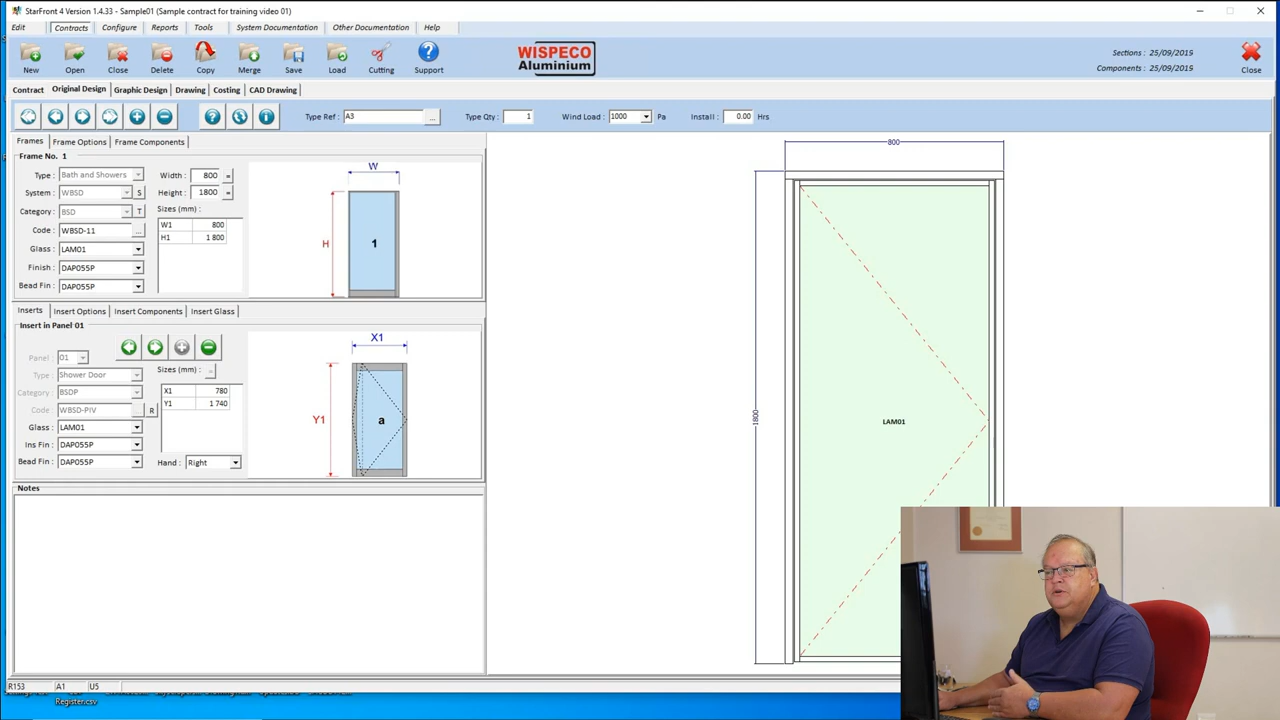 StarFront 4 Version 1.4.33 - Sample01 (Sample contract for training video 01)
Edit Contracts Configure Reports Tools System Documentation Other Documentation Help
New Open Close Delete Copy Merge Save Load Cutting Support
WISPECO
Aluminium
Sections : 25/09/2019
Components : 25/09/2019
Close
Contract Original Design Graphic Design Drawing Costing CAD Drawing
Type Ref : A3 ... Type Qty : 1 Wind Load : 1000 Pa Install : 0.00 Hrs
Frames Frame Options Frame Components
Frame No. 1
Type : Bath and Showers Width : 800 =
System : WBSD S Height : 1800 =
Category : BSD T Sizes (mm) :
Code : WBSD-11 ... W1 800
Glass : LAM01 H1 1 800
Finish : DAP055P
Bead Fin : DAP055P
W
H
1
Inserts Insert Options Insert Components Insert Glass
Insert in Panel 01
Panel : 01
Type : Shower Door Sizes (mm) :
Category : BSDP X1 780
Code : WBSD-PIV R Y1 1 740
Glass : LAM01
Ins Fin : DAP055P
Bead Fin : DAP055P Hand : Right
X1
Y1
a
Notes
800
1800
LAM01
R153 A1 U5
Register.csv